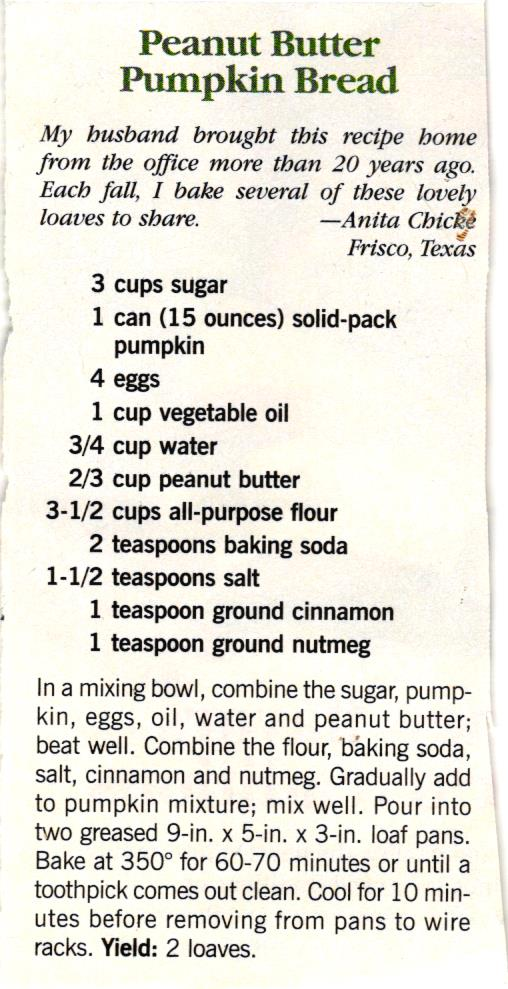 Peanut Butter
Pumpkin Bread
My husband brought this recipe home
from the office more than 20 years ago.
Each fall, I bake several of these lovely
loaves to share. —Anita Chicke
Frisco, Texas
3 cups sugar
1 can (15 ounces) solid-pack
pumpkin
4 eggs
1 cup vegetable oil
3/4 cup water
2/3 cup peanut butter
3-1/2 cups all-purpose flour
2 teaspoons baking soda
1-1/2 teaspoons salt
1 teaspoon ground cinnamon
1 teaspoon ground nutmeg
In a mixing bowl, combine the sugar, pump-
kin, eggs, oil, water and peanut butter;
beat well. Combine the flour, baking soda,
salt, cinnamon and nutmeg. Gradually add
to pumpkin mixture; mix well. Pour into
two greased 9-in. x 5-in. x 3-in. loaf pans.
Bake at 350° for 60-70 minutes or until a
toothpick comes out clean. Cool for 10 min-
utes before removing from pans to wire
racks. Yield: 2 loaves.